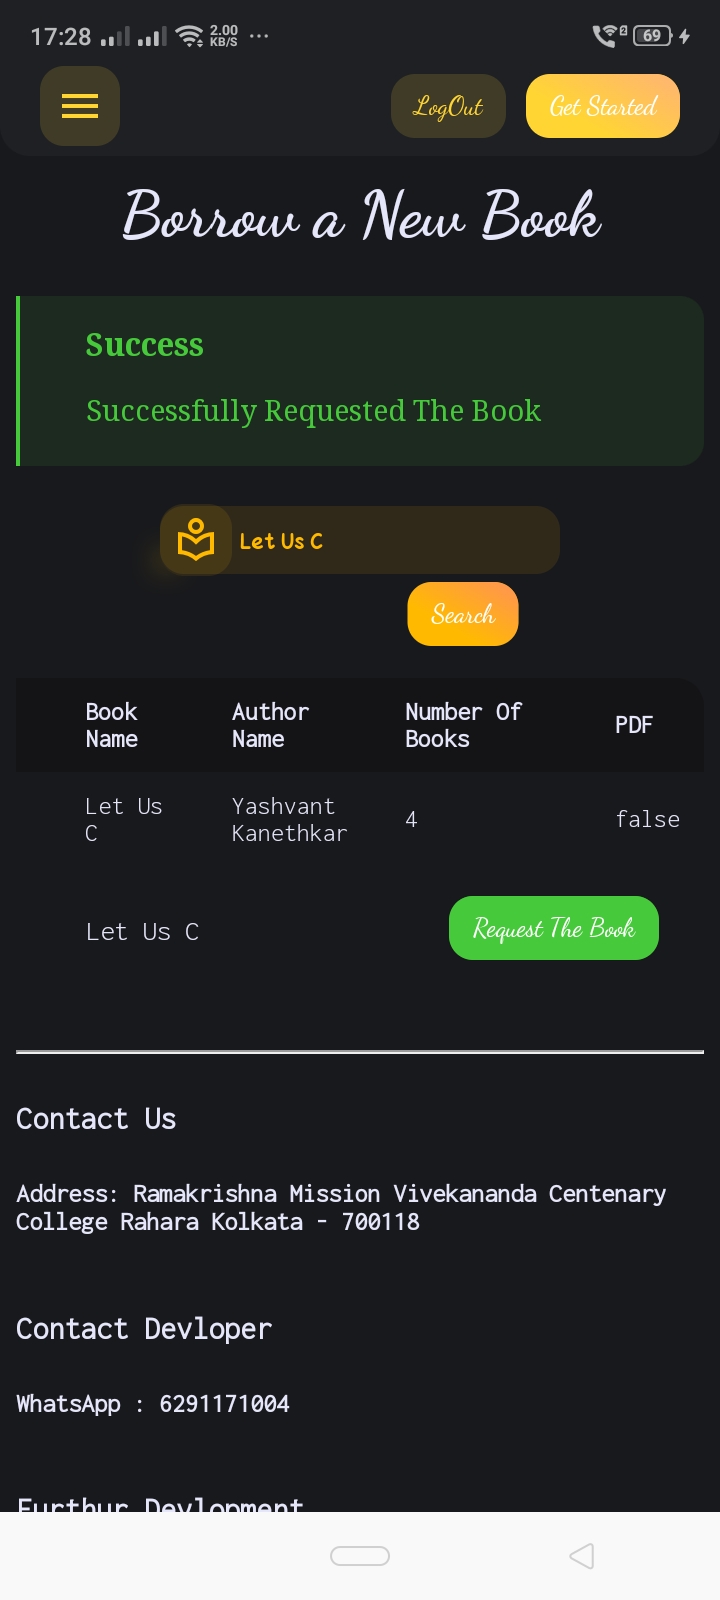 17:28 2.00 KB/S ... 2 69
LogOut Get Started
Borrow a New Book
Success
Successfully Requested The Book
Let Us C
Search
Book Name Author Name Number Of Books PDF
Let Us C Yashvant Kanethkar 4 false
Let Us C Request The Book
Contact Us
Address: Ramakrishna Mission Vivekananda Centenary
College Rahara Kolkata - 700118
Contact Devloper
WhatsApp : 6291171004
Furthur Devlopment